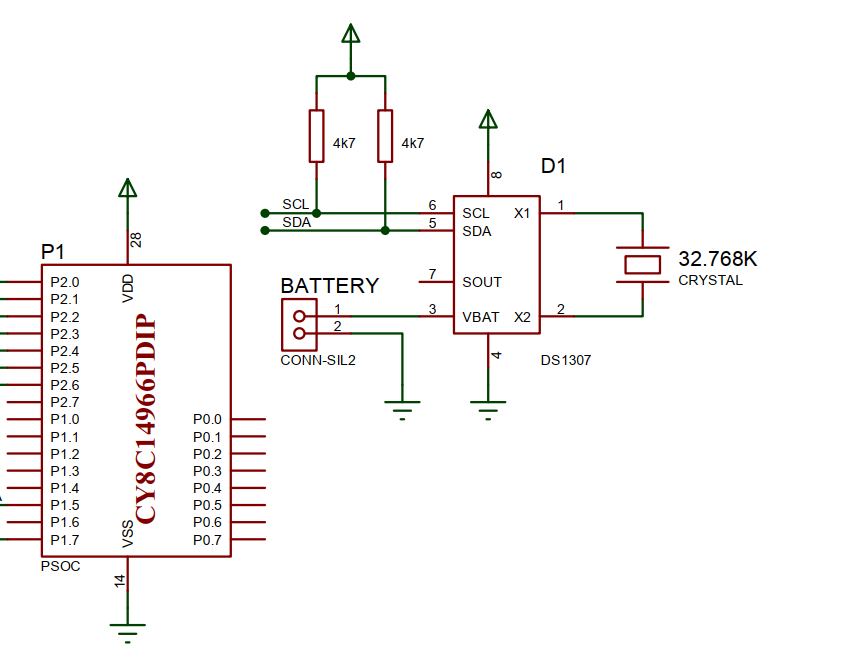 4k7
4k7
D1
8
SCL
6
SCL
X1
1
SDA
5
SDA
28
P1
32.768K
CRYSTAL
7
SOUT
BATTERY
1
3
VBAT
X2
2
2
CONN-SIL2
4
DS1307
VDD
P2.0
P2.1
P2.2
P2.3
P2.4
P2.5
P2.6
P2.7
P1.0
P1.1
P1.2
P1.3
P1.4
P1.5
P1.6
P1.7
CY8C14966PDIP
P0.0
P0.1
P0.2
P0.3
P0.4
P0.5
P0.6
P0.7
VSS
PSOC
14